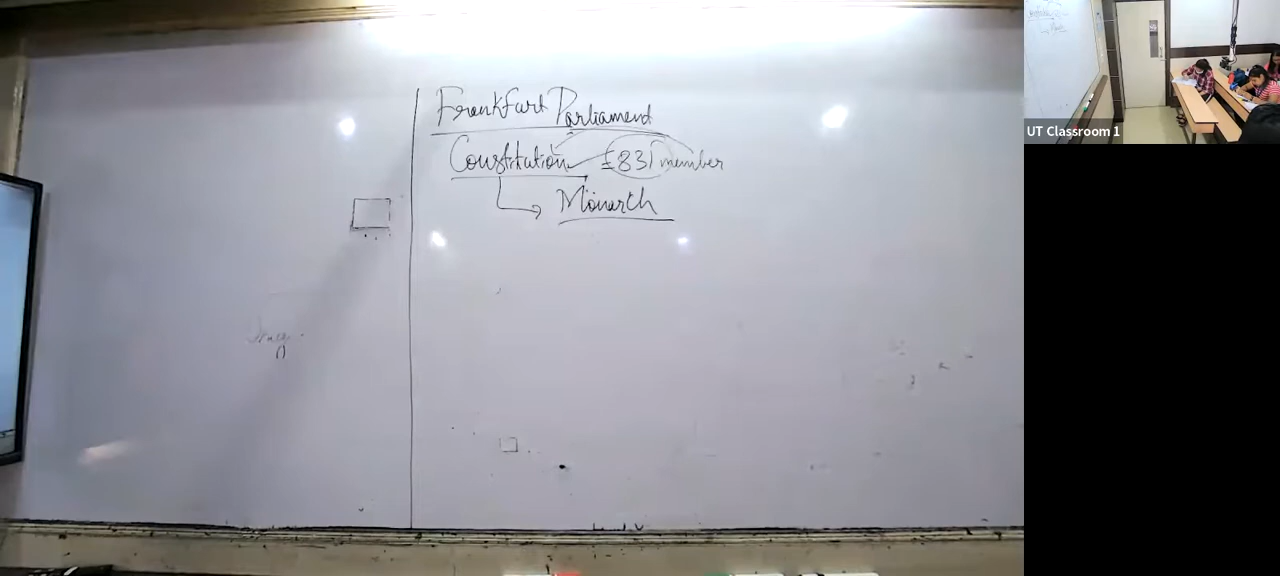 Frankfurt Parliament
Constitution 831 member
Monarch
UT Classroom 1